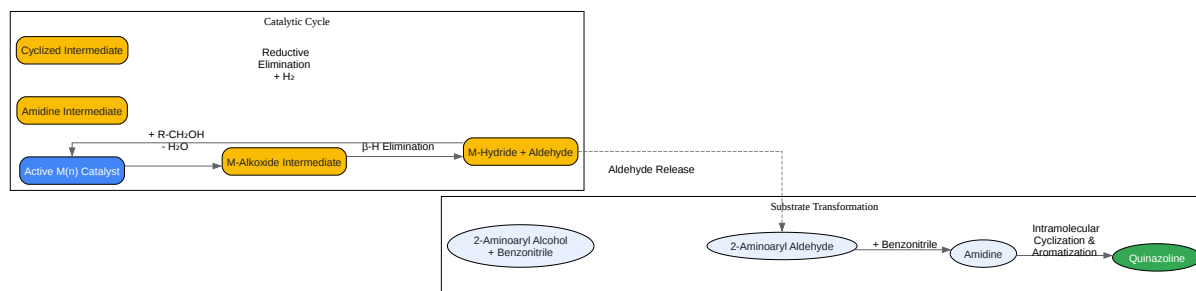 Catalytic Cycle
Cyclized Intermediate
Reductive
Elimination
+ H₂
Amidine Intermediate
+ R-CH₂OH
- H₂O
β-H Elimination
M-Hydride + Aldehyde
M-Alkoxide Intermediate
Active M(n) Catalyst
Aldehyde Release
Substrate Transformation
2-Aminoaryl Alcohol
+ Benzonitrile
2-Aminoaryl Aldehyde
+ Benzonitrile
Amidine
Intramolecular
Cyclization &
Aromatization
Quinazoline